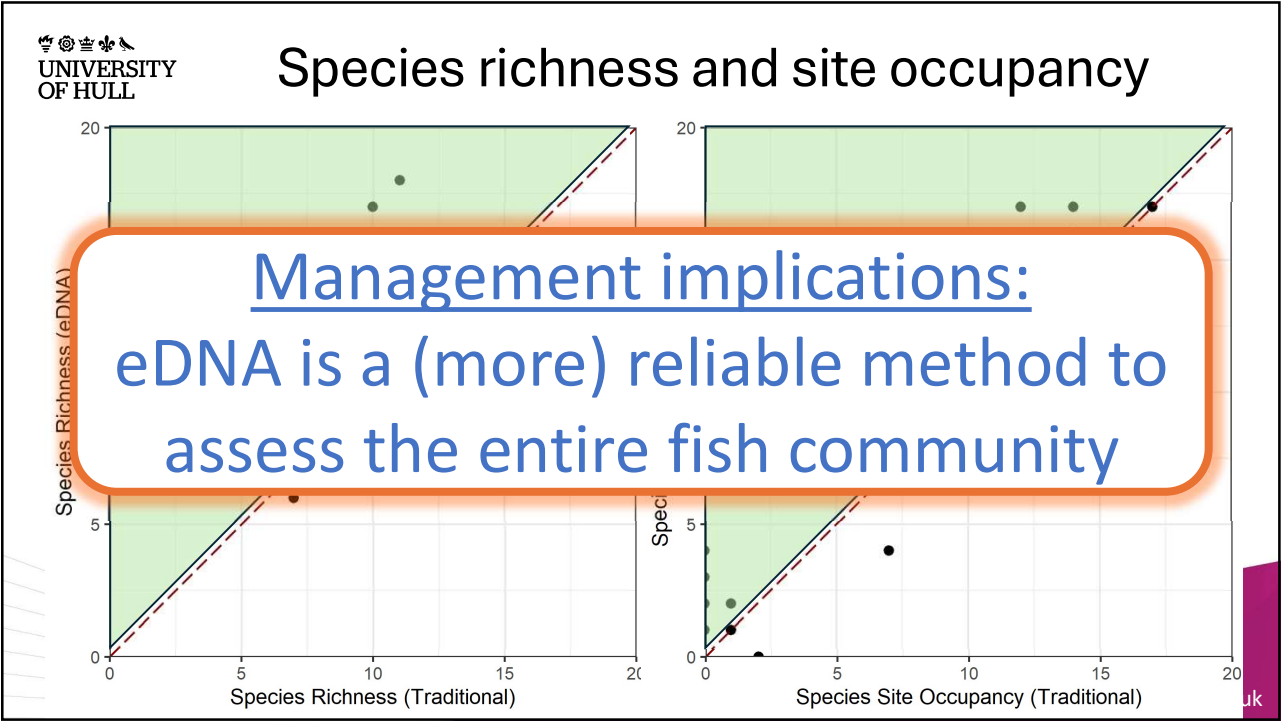 UNIVERSITY
OF HULL
Species richness and site occupancy
20
5
0
Species Richness (eDNA)
0 5 10 15 20
Species Richness (Traditional)
20
5
0
Speci
0 5 10 15 20
Species Site Occupancy (Traditional)
Management implications:
eDNA is a (more) reliable method to
assess the entire fish community
uk